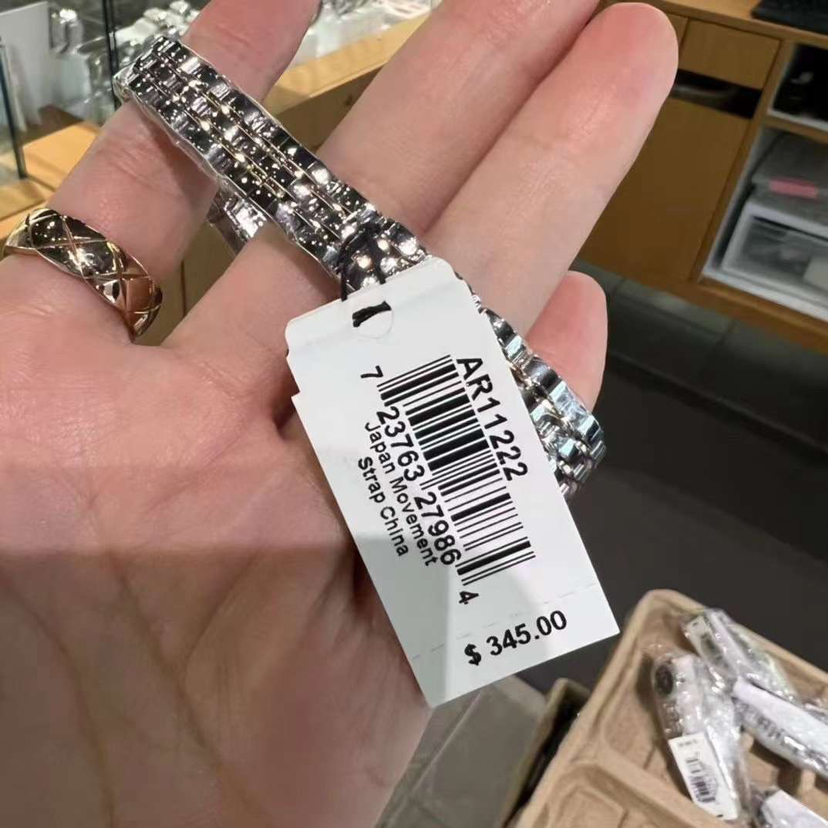 AR11222
7 23763 27986 4
Japan Movement
Strap China
$ 345.00